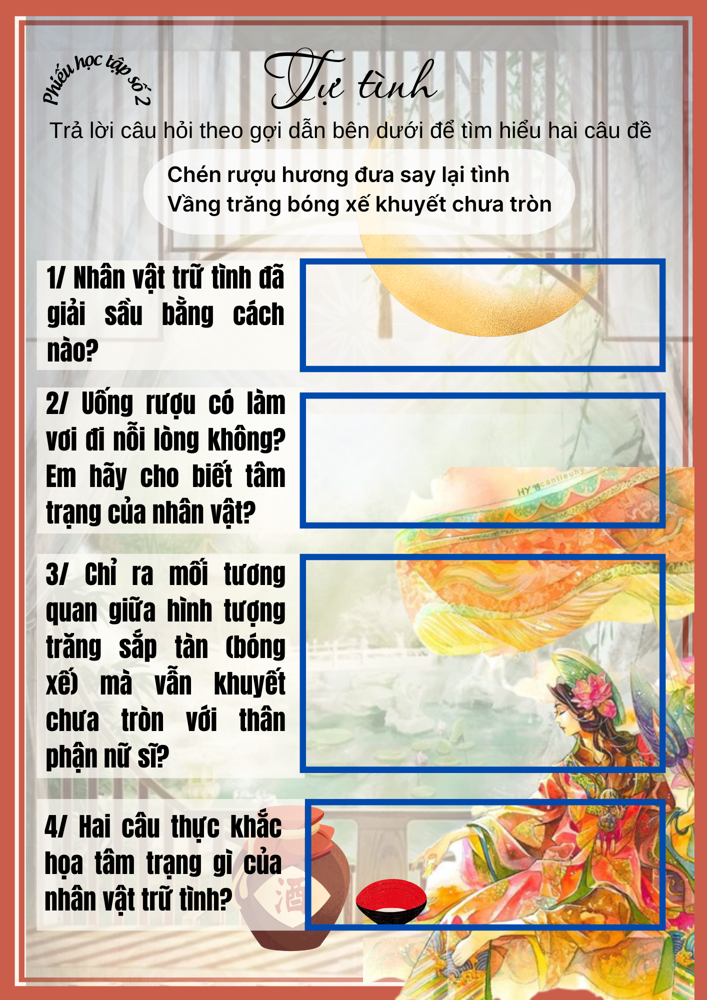 Phiếu học tập số 2
Tự tình
Trả lời câu hỏi theo gợi dẫn bên dưới để tìm hiểu hai câu đề
Chén rượu hương đưa say lại tình
Vầng trăng bóng xế khuyết chưa tròn
1/ Nhân vật trữ tình đã
giải sầu bằng cách
nào?
2/ Uống rượu có làm
vơi đi nỗi lòng không?
Em hãy cho biết tâm
trạng của nhân vật?
HY '15
cantieuhy
3/ Chỉ ra mối tương
quan giữa hình tượng
trăng sắp tàn (bóng
xế) mà vẫn khuyết
chưa tròn với thân
phận nữ sĩ?
4/ Hai câu thực khắc
họa tâm trạng gì của
nhân vật trữ tình?
酒